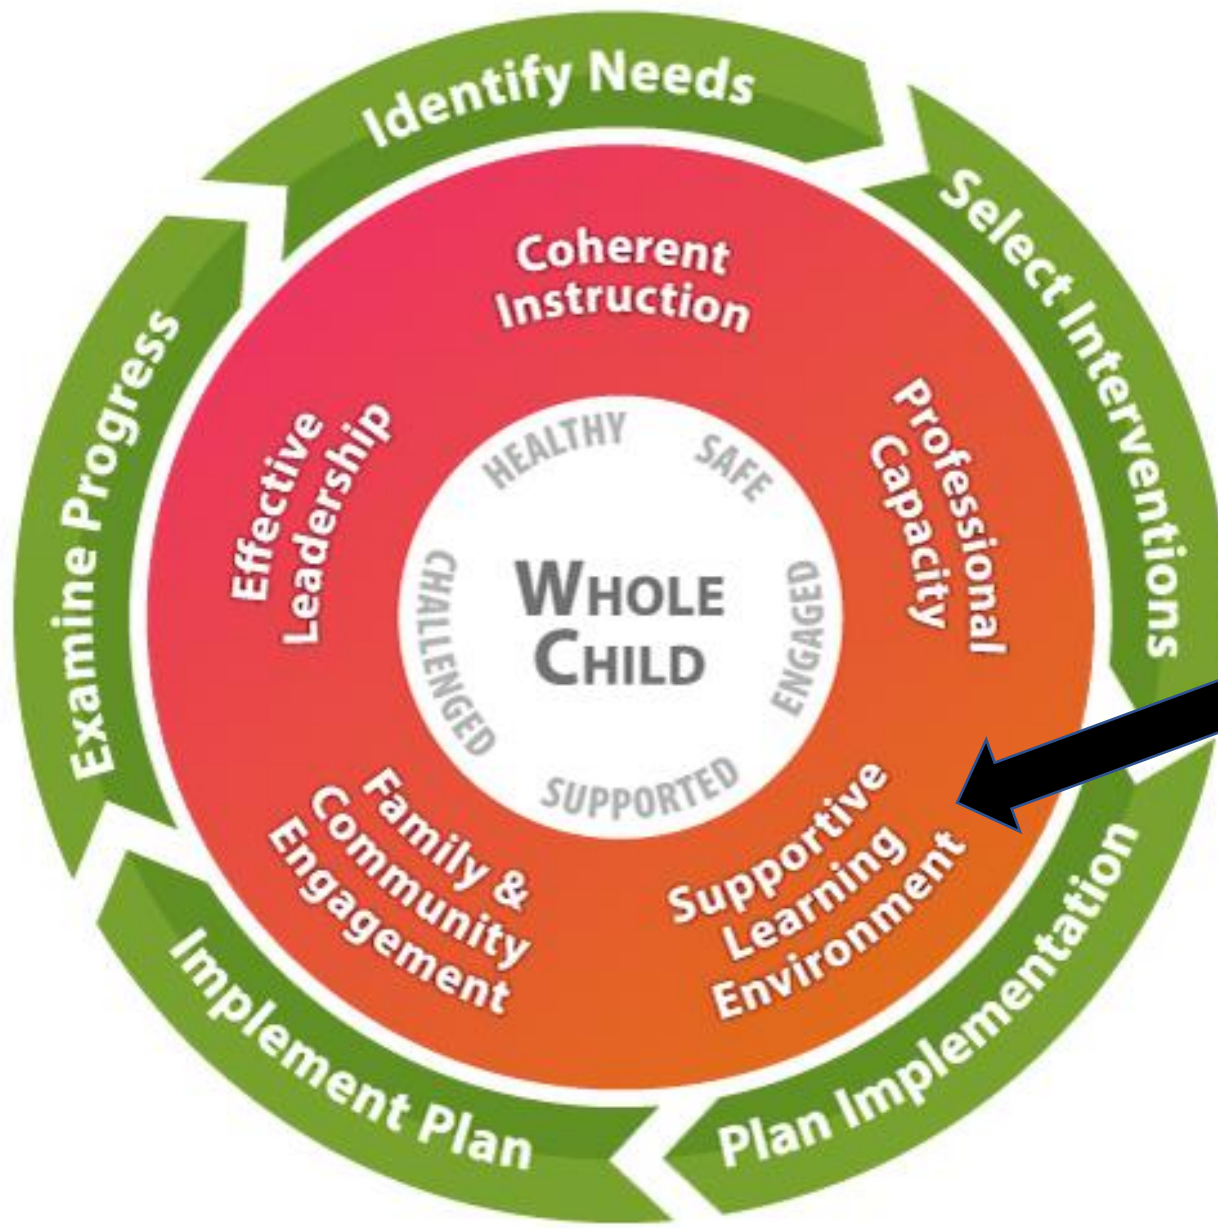 Identify Needs
Select Interventions
Plan Implementation
Implement Plan
Examine Progress
Coherent
Instruction
Professional
Capacity
Supportive
Learning
Environment
Family &
Community
Engagement
Effective
Leadership
HEALTHY
SAFE
ENGAGED
SUPPORTED
CHALLENGED
WHOLE
CHILD